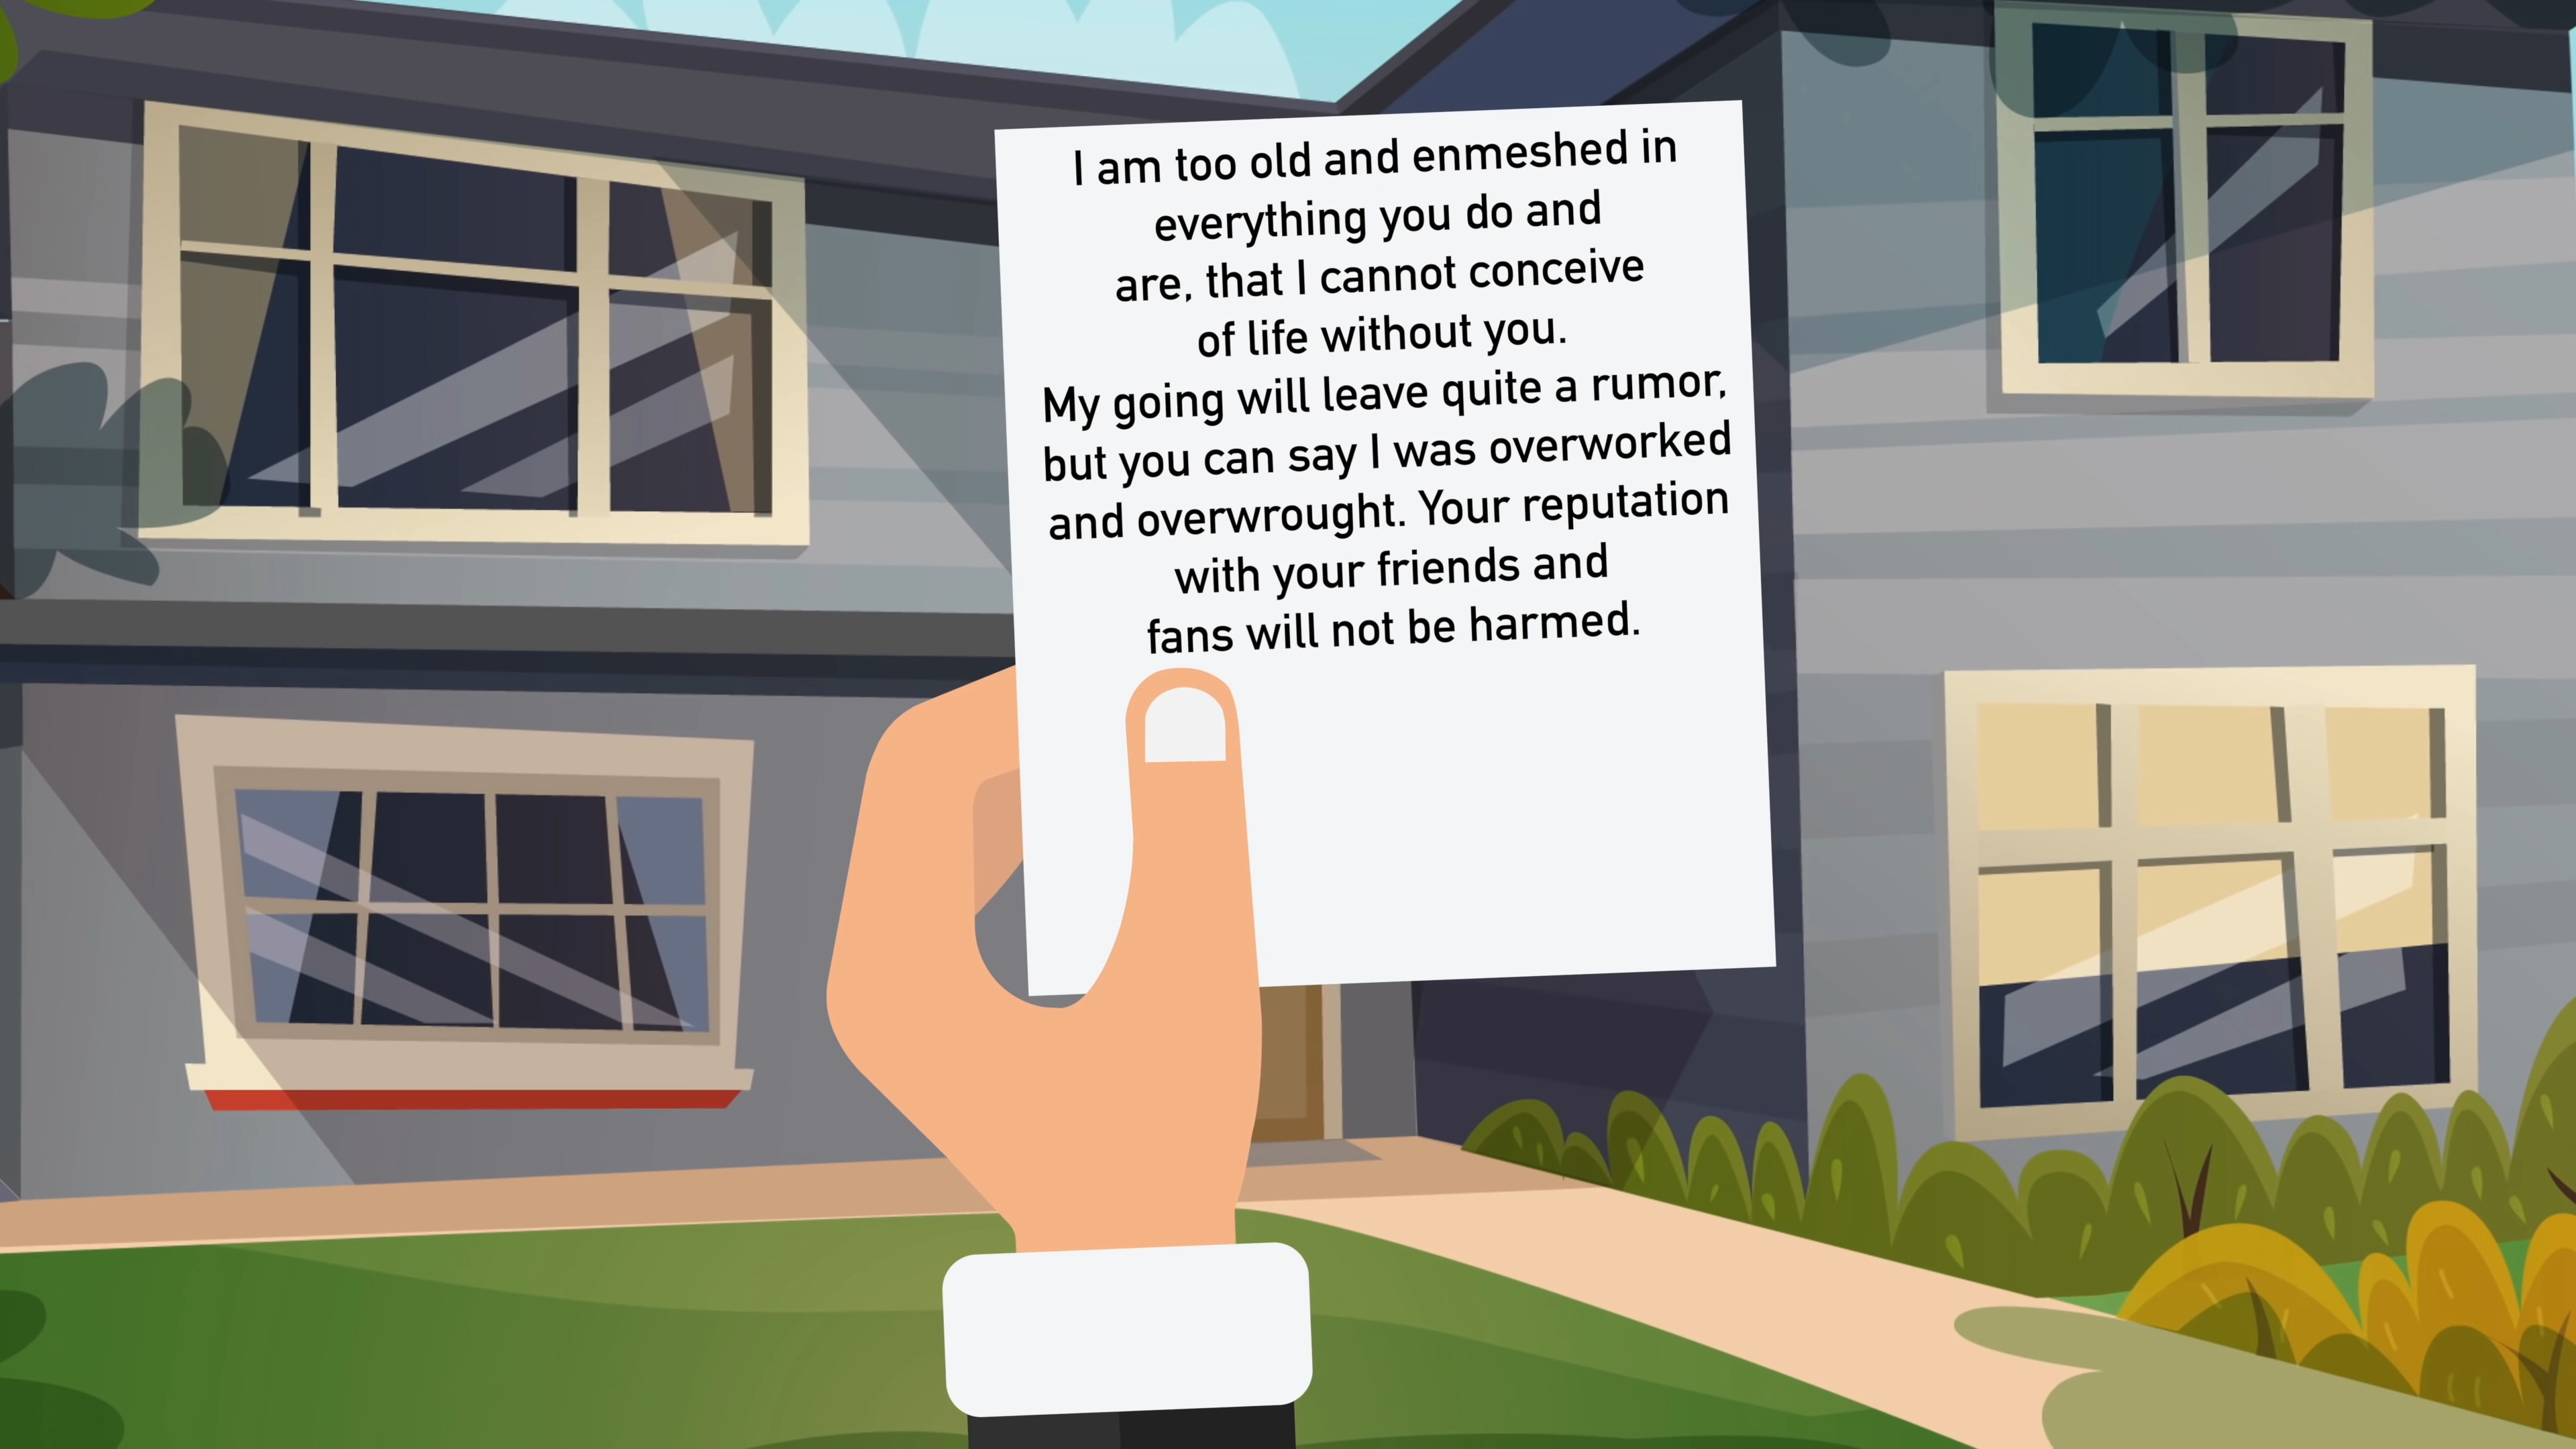 I am too old and enmeshed in
everything you do and
are, that I cannot conceive
of life without you.
My going will leave quite a rumor,
but you can say I was overworked
and overwrought. Your reputation
with your friends and
fans will not be harmed.